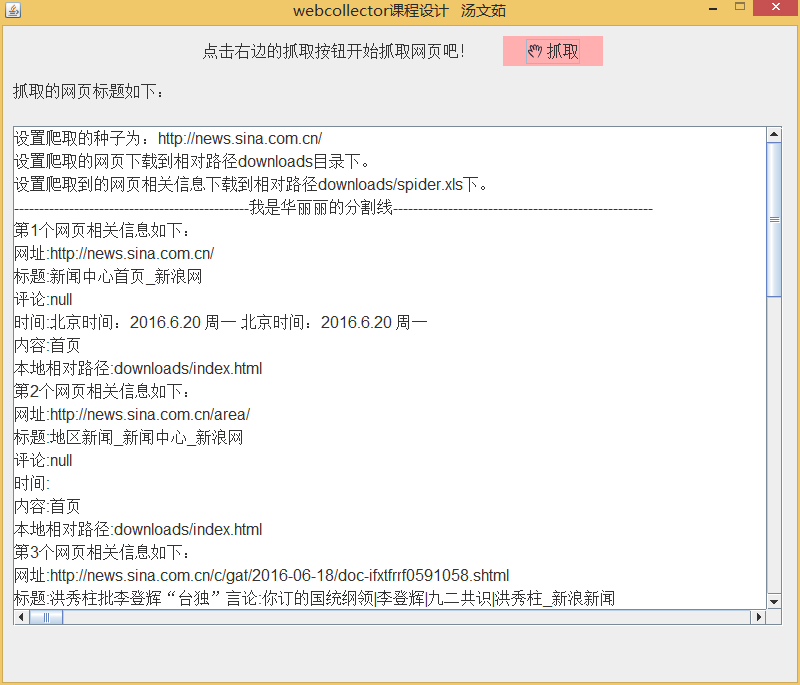 webcollector课程设计 汤文茹
点击右边的抓取按钮开始抓取网页吧！
抓取
抓取的网页标题如下：
设置爬取的种子为：http://news.sina.com.cn/
设置爬取的网页下载到相对路径downloads目录下。
设置爬取到的网页相关信息下载到相对路径downloads/spider.xls下。
-----------------------------------------------我是华丽丽的分割线----------------------------------------------------
第1个网页相关信息如下：
网址:http://news.sina.com.cn/
标题:新闻中心首页_新浪网
评论:null
时间:北京时间：2016.6.20 周一 北京时间：2016.6.20 周一
内容:首页
本地相对路径:downloads/index.html
第2个网页相关信息如下：
网址:http://news.sina.com.cn/area/
标题:地区新闻_新闻中心_新浪网
评论:null
时间:
内容:首页
本地相对路径:downloads/index.html
第3个网页相关信息如下：
网址:http://news.sina.com.cn/c/gat/2016-06-18/doc-ifxtfrrf0591058.shtml
标题:洪秀柱批李登辉“台独”言论:你订的国统纲领|李登辉|九二共识|洪秀柱_新浪新闻